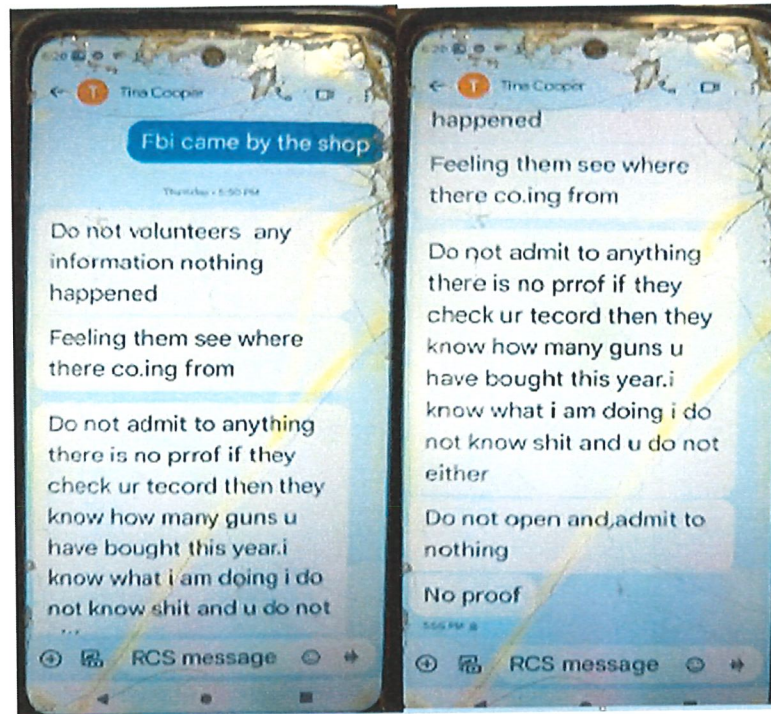 T Tina Cooper
Fbi came by the shop
Thursday • 5:50 PM
Do not volunteers any
information nothing
happened
Feeling them see where
there co.ing from
Do not admit to anything
there is no prrof if they
check ur tecord then they
know how many guns u
have bought this year.i
know what i am doing i do
not know shit and u do not
RCS message
T Tina Cooper
happened
Feeling them see where
there co.ing from
Do not admit to anything
there is no prrof if they
check ur tecord then they
know how many guns u
have bought this year.i
know what i am doing i do
not know shit and u do not
either
Do not open and,admit to
nothing
No proof
RCS message